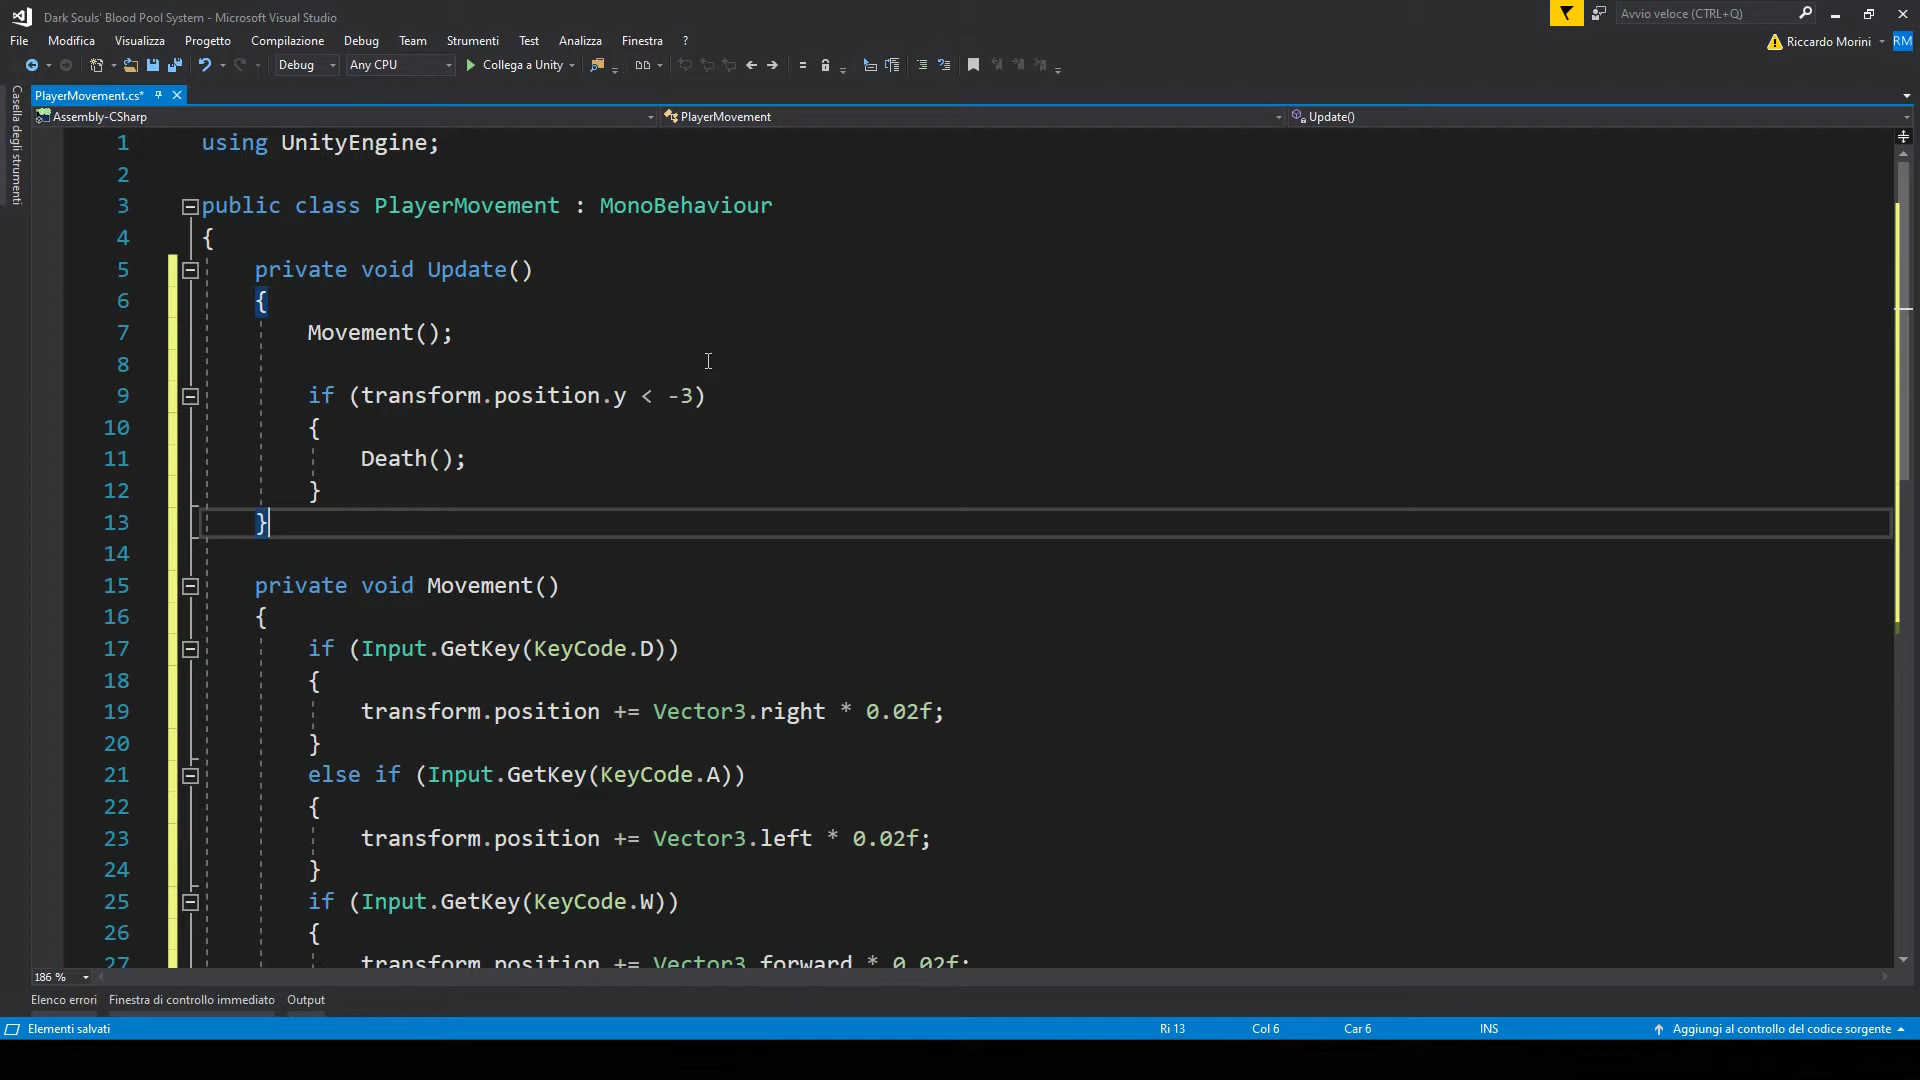 Dark Souls' Blood Pool System - Microsoft Visual Studio
Avvio veloce (CTRL+Q)
File Modifica Visualizza Progetto Compilazione Debug Team Strumenti Test Analizza Finestra ?
Riccardo Morini RM
Debug Any CPU Collega a Unity
PlayerMovement.cs*
Casella degli strumenti
Assembly-CSharp PlayerMovement Update()
1 using UnityEngine;
2
3 public class PlayerMovement : MonoBehaviour
4 {
5 private void Update()
6 {
7 Movement();
8
9 if (transform.position.y < -3)
10 {
11 Death();
12 }
13 }
14
15 private void Movement()
16 {
17 if (Input.GetKey(KeyCode.D))
18 {
19 transform.position += Vector3.right * 0.02f;
20 }
21 else if (Input.GetKey(KeyCode.A))
22 {
23 transform.position += Vector3.left * 0.02f;
24 }
25 if (Input.GetKey(KeyCode.W))
26 {
27 transform.position += Vector3.forward * 0.02f;
186 %
Elenco errori Finestra di controllo immediato Output
Elementi salvati Ri 13 Col 6 Car 6 INS Aggiungi al controllo del codice sorgente